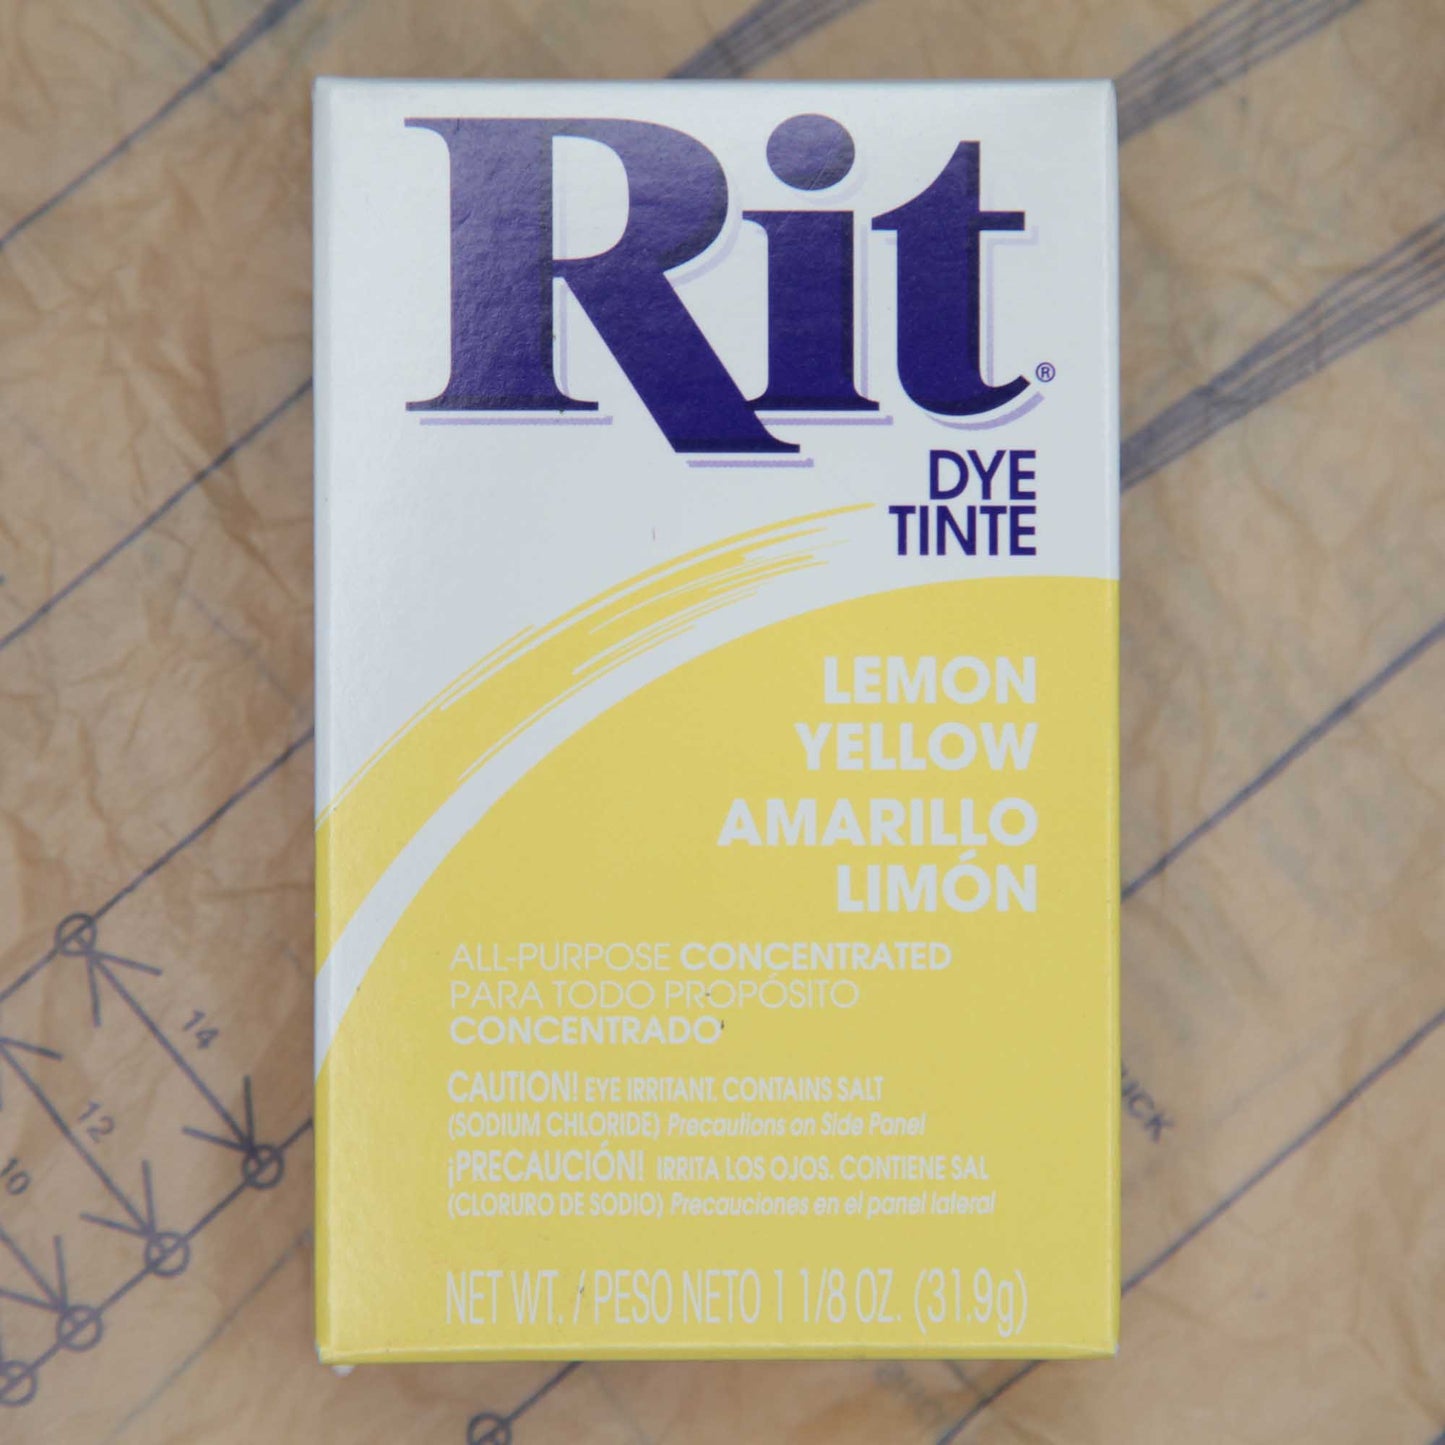 Rit®
DYE
TINTE
LEMON
YELLOW
AMARILLO
LIMÓN
ALL-PURPOSE CONCENTRATED
PARA TODO PROPÓSITO
CONCENTRADO
CAUTION! EYE IRRITANT. CONTAINS SALT
(SODIUM CHLORIDE) Precautions on Side Panel
¡PRECAUCIÓN! IRRITA LOS OJOS. CONTIENE SAL
(CLORURO DE SODIO) Precauciones en el panel lateral
NET WT. / PESO NETO 1 1/8 OZ. (31.9g)
14
12
10